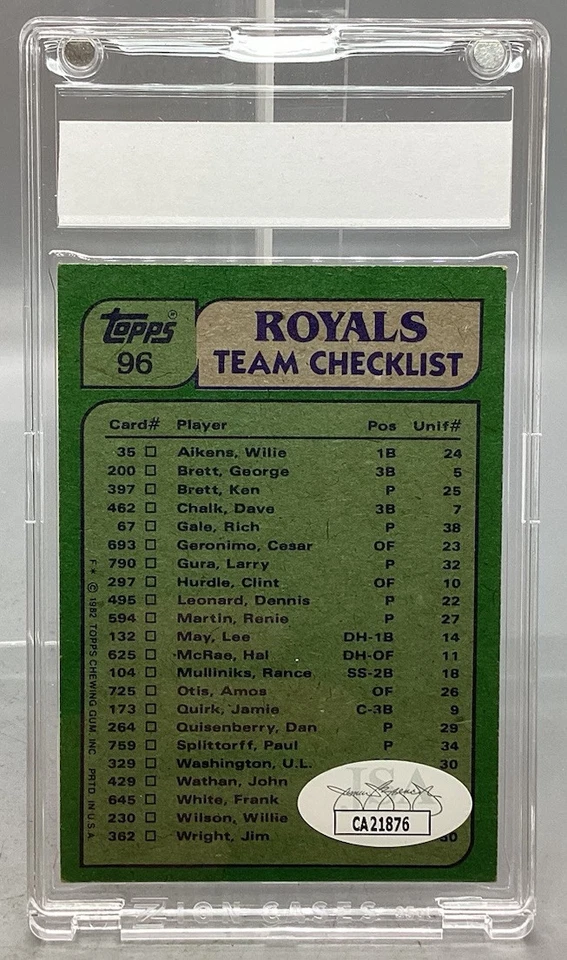 Topps
96
ROYALS
TEAM CHECKLIST
Card# Player Pos Unif#
35 Aikens, Wilie 1B 24
200 Brett, George 3B 5
397 Brett, Ken P 25
462 Chalk, Dave 3B 7
67 Gale, Rich P 38
693 Geronimo, Cesar OF 23
790 Gura, Larry P 32
297 Hurdle, Clint OF 10
495 Leonard, Dennis P 22
594 Martin, Renie P 27
132 May, Lee DH-1B 14
625 McRae, Hal DH-OF 11
104 Mulliniks, Rance SS-2B 18
725 Otis, Amos OF 26
173 Quirk, Jamie C-3B 9
264 Quisenberry, Dan P 29
759 Splittorff, Paul P 34
329 Washington, U.L. 30
429 Wathan, John
645 White, Frank
230 Wilson, Willie
362 Wright, Jim
F* © 1982 TOPPS CHEWING GUM, INC. PRTD. IN U.S.A.
JSA
CA21876
ZION CASES